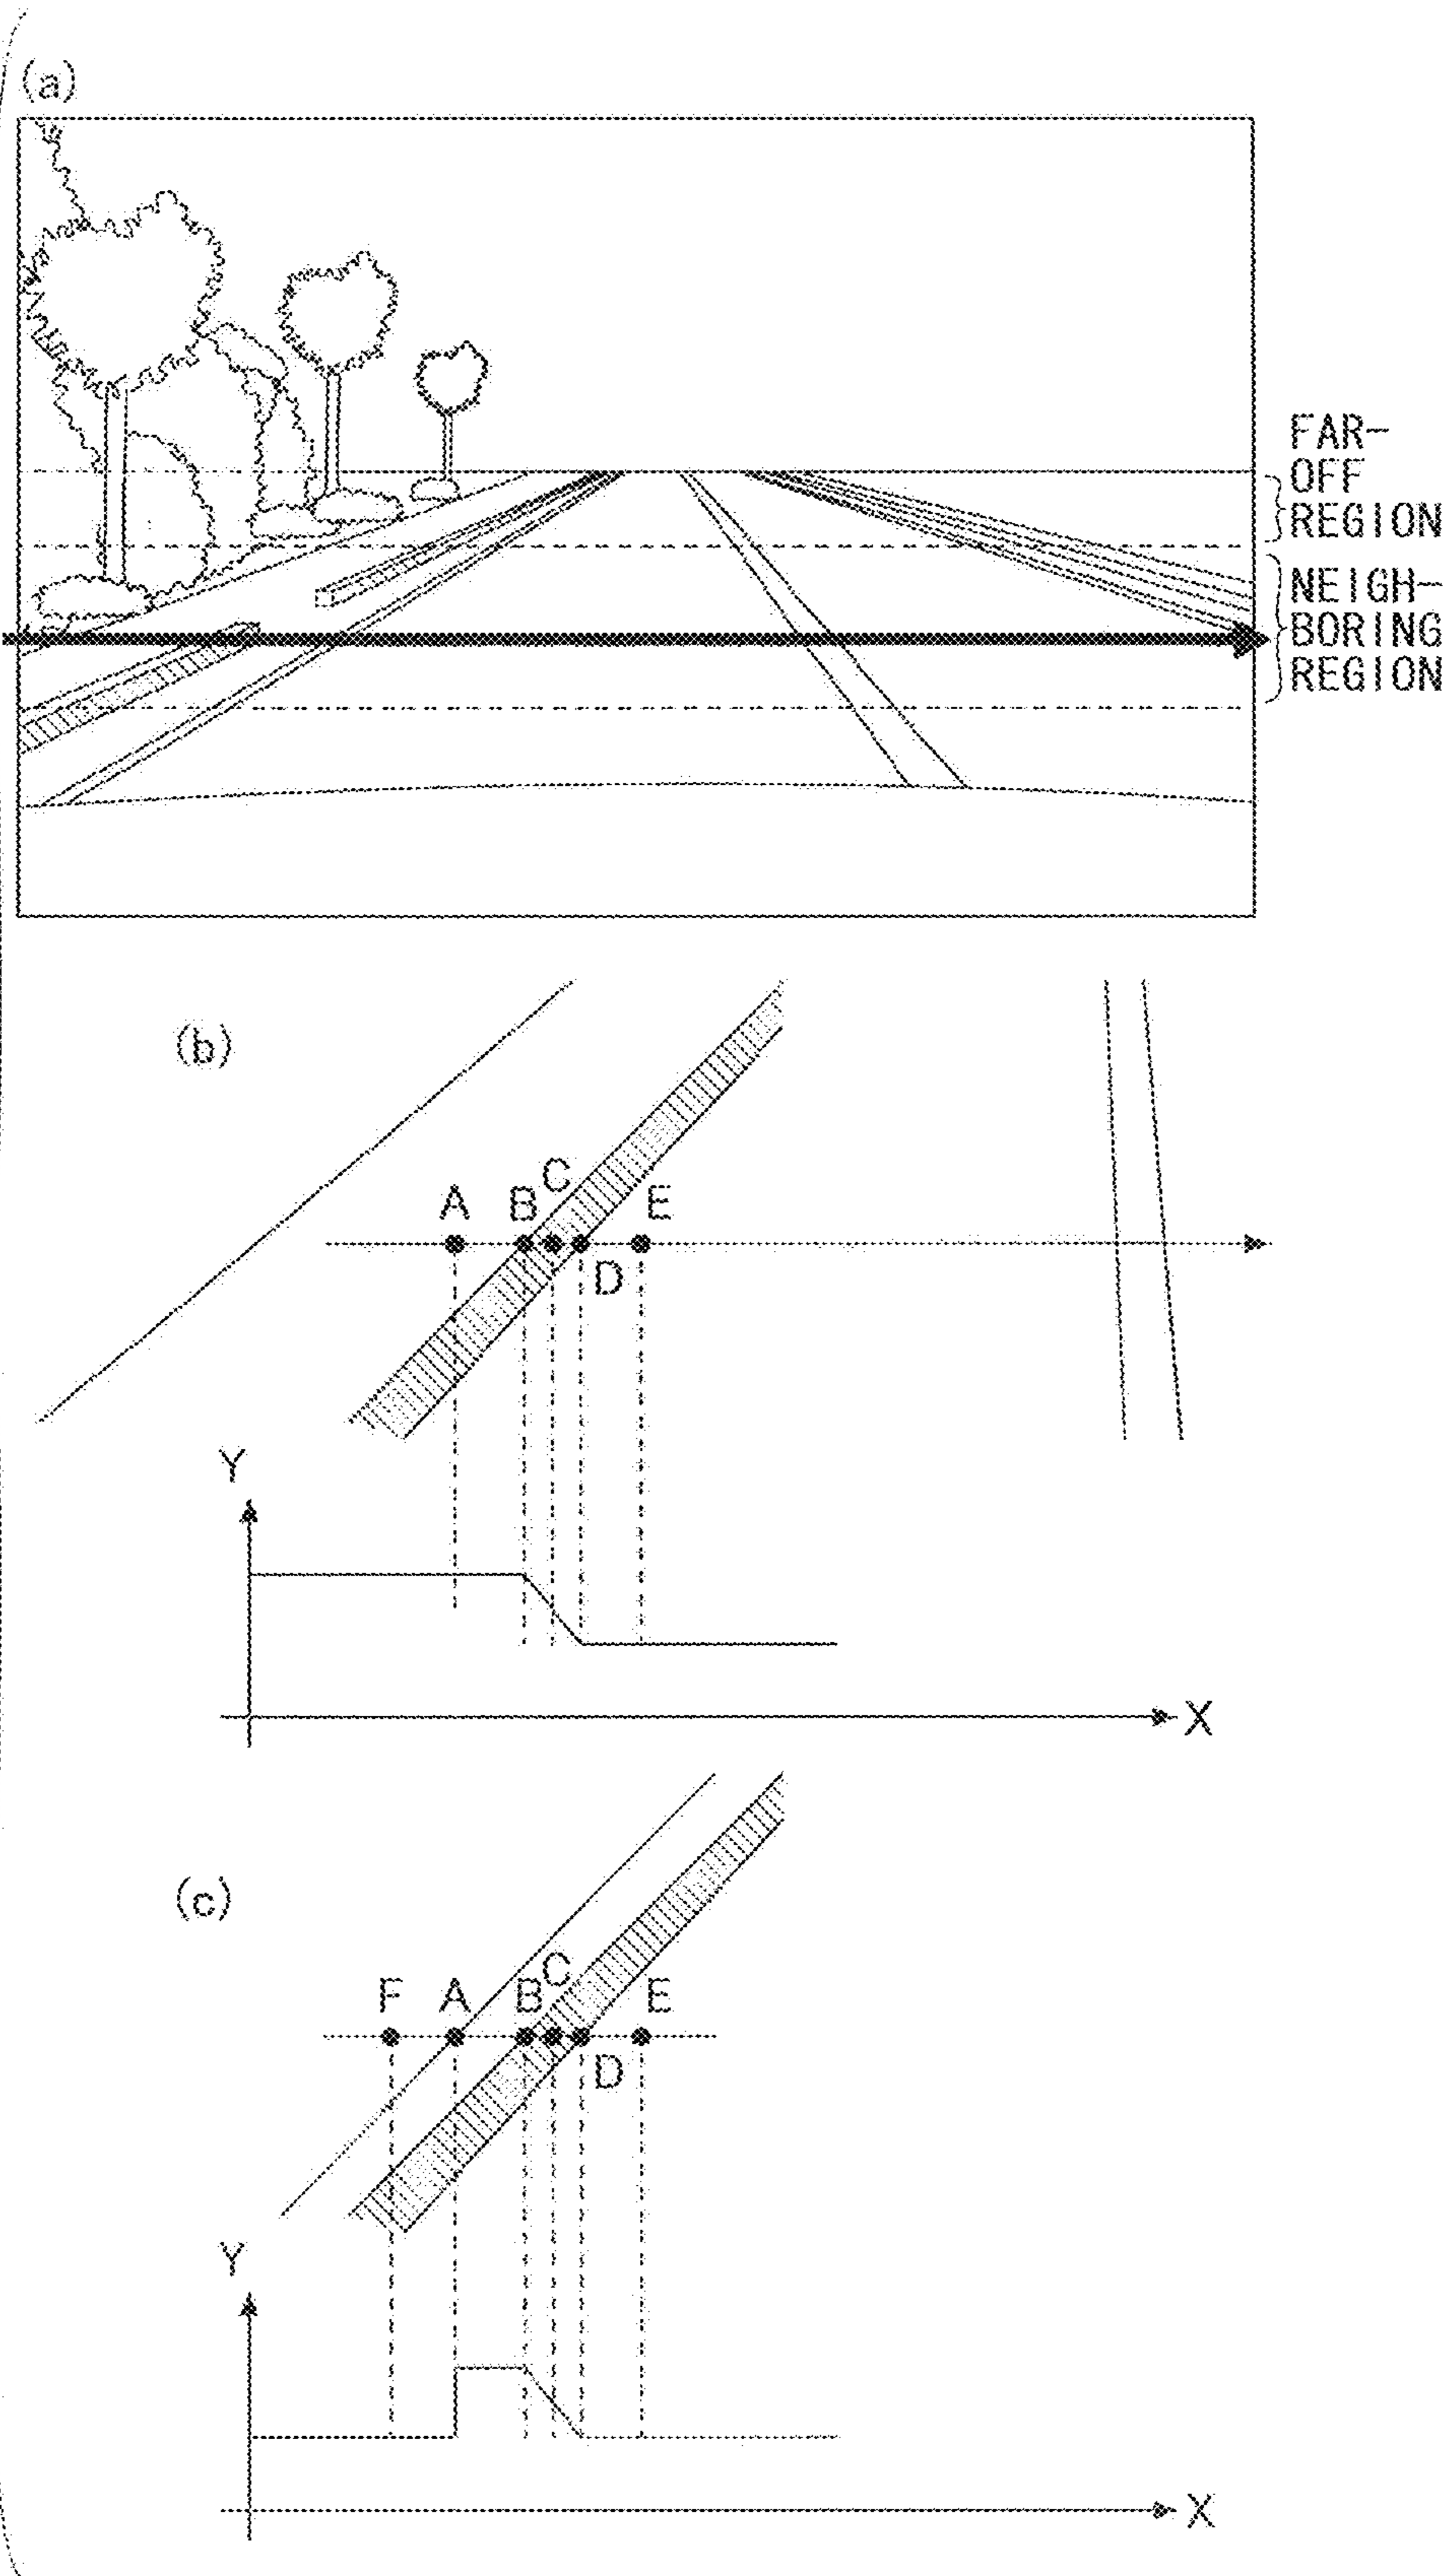 (a)
FAR-
OFF
REGION
NEIGH-
BORING
REGION
(b)
A B C E
D
Y
X
(c)
F A B C E
D
Y
X